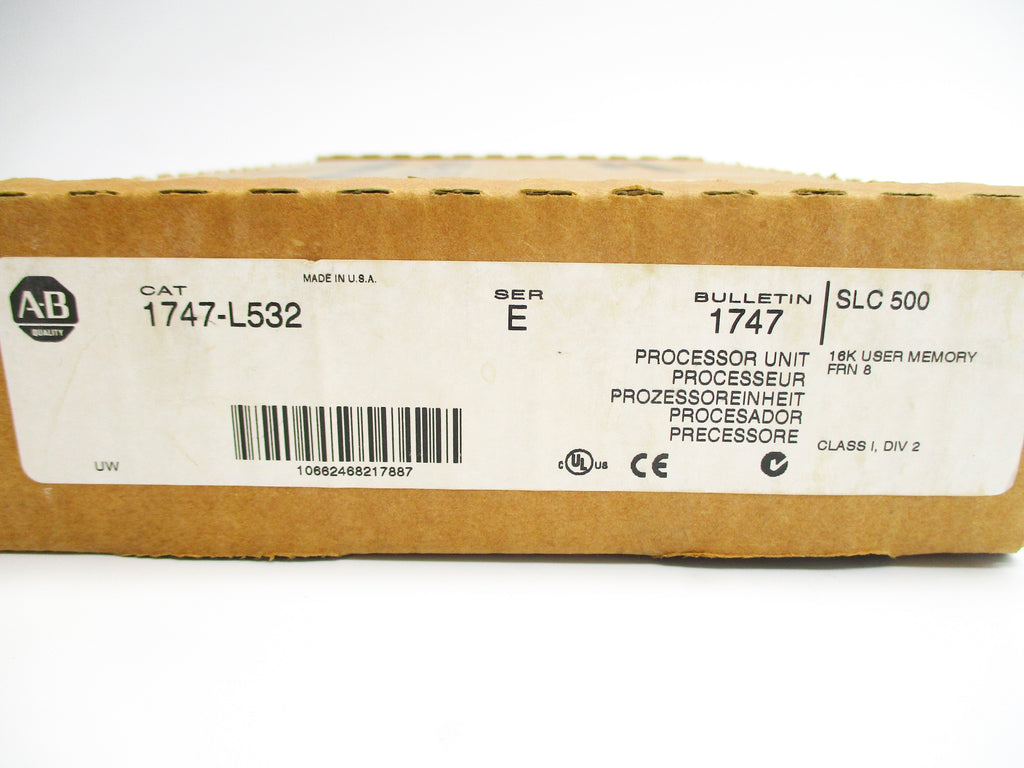 A-B
QUALITY
CAT
1747-L532
MADE IN U.S.A.
SER
E
BULLETIN
1747
SLC 500
PROCESSOR UNIT
PROCESSEUR
PROZESSOREINHEIT
PROCESADOR
PRECESSORE
16K USER MEMORY
FRN 8
CLASS I, DIV 2
UW
10662468217887
C UL US
CE